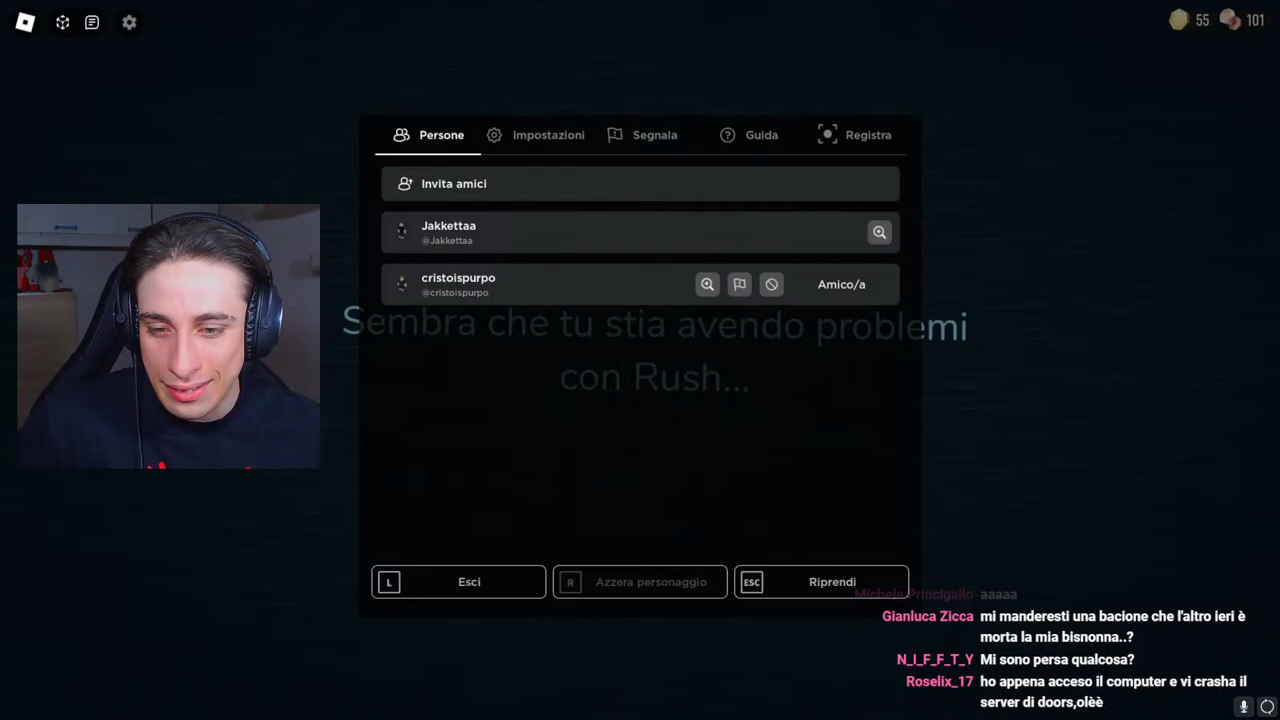 55 101
Persone Impostazioni Segnala Guida Registra
Invita amici
Jakkettaa
@Jakkettaa
cristoispurpo
@cristoispurpo
Amico/a
Sembra che tu stia avendo problemi
con Rush...
L Esci R Azzera personaggio ESC Riprendi
Michele Principgallo aaaaa
Gianluca Zicca mi manderesti una bacione che l'altro ieri è
morta la mia bisnonna..?
N_I_F_F_T_Y Mi sono persa qualcosa?
Roselix_17 ho appena acceso il computer e vi crasha il
server di doors,olèè